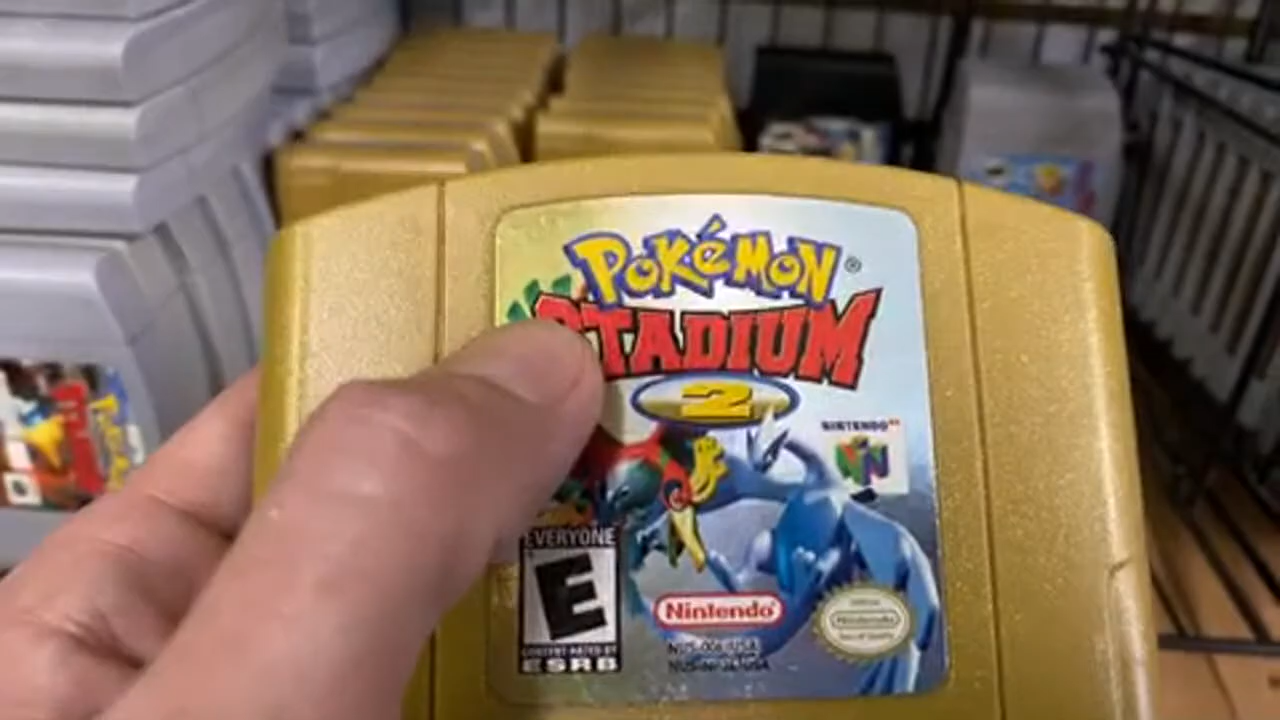 POKéMON®
STADIUM
2
NINTENDO
EVERYONE
E
CONTENT RATED BY
ESRB
Nintendo®